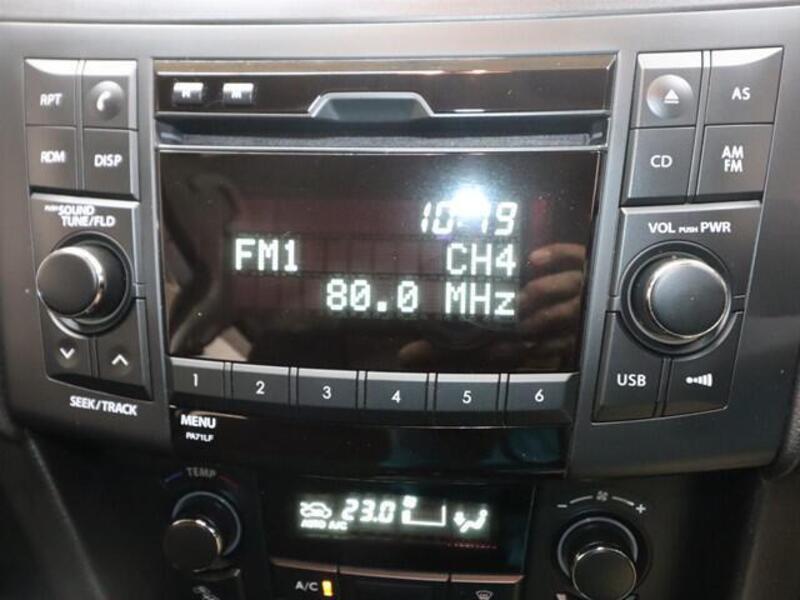 RPT
AS
RDM
DISP
CD
AM
FM
PUSH SOUND
TUNE/FLD
VOL PUSH PWR
10:19
FM1 CH4
80.0 MHz
1 2 3 4 5 6
USB
SEEK/TRACK
MENU
PA71LF
TEMP
23.0
AUTO A/C
- +
A/C